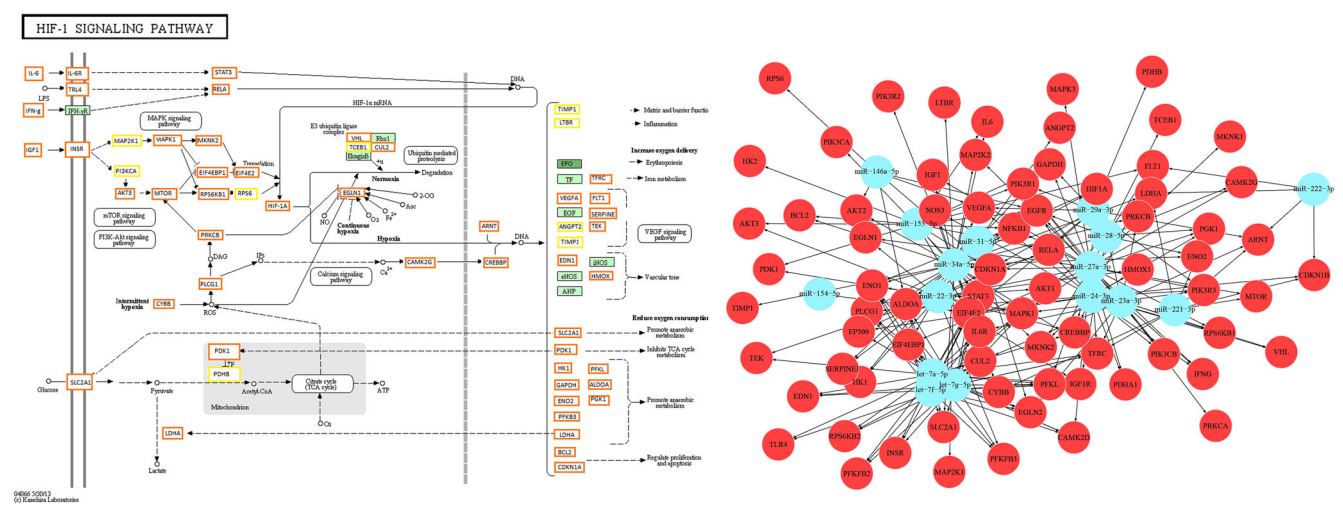 HIF-1 SIGNALING PATHWAY
IL-6
IL-6R
STAT3
DNA
TRL4
RELA
LPS
HIF-1α mRNA
IFN-g
IFN-γR
MAPK signaling
pathway
E3 ubiquitin ligase
complex
VHL
Rbx1
TCEB1
CUL2
ElonginB
+u
Ubiquitin mediated
proteolysis
IGF1
INSR
MAP2K1
MAPK1
MKNK2
EIF4EBP1
EIF4E2
Translation
PI3KCA
AKT3
MTOR
RPS6KB1
RPS6
HIF-1A
Normoxia
Degradation
EGLN1
2-OG
Asc
Fe2+
O2
NO
Continuous
hypoxia
mTOR signaling
pathway
PI3K-Akt signaling
pathway
PRKCB
Hypoxia
ARNT
DNA
DAG
IP3
Ca2+
CAMK2G
CREBBP
Calcium signaling
pathway
PLCG1
Intermittent
hypoxia
CYBB
ROS
TIMP1
Matrix and barrier functio
LTBR
Inflammation
Increase oxygen delivery
EPO
Erythropiesis
TF
TFRC
Iron metabolism
VEGFA
FLT1
EGF
SERPINE
ANGPT2
TEK
VEGF signaling
pathway
TIMP3
EDN1
iNOS
eNOS
HMOX
Vascular tone
ANP
Reduce oxygen consumptio
SLC2A1
Promote anaerobic
metabolism
PDK1
Inhibits TCA cycle
metabolism
HK1
PFKL
GAPDH
ALDOA
ENO2
PGK1
Promote anaerobic
metabolism
PFKB3
LDHA
BCL2
CDKN1A
Regulate proliferation
and apoptosis
PDK1
PDHB
Glucose
SLC2A1
Pyruvate
Acetyl-CoA
Citrate cycle
(TCA cycle)
ATP
Mitochondrion
O2
LDHA
Lactate
04066 5/30/13
(c) Kanehisa Laboratories
RPS6
PIK3R2
LTBR
IL6
MAPK3
PDHB
ANGPT2
TCEB1
MKNK1
PIK3CA
MAP2K2
GAPDH
FLT1
HK2
miR-146a-5p
IGF1
PIK3R1
HIF1A
LDHA
CAMK2G
miR-222-3p
BCL2
AKT2
NOS3
VEGFA
EGFR
miR-29a-3p
PRKCB
AKT3
miR-155-5p
NFKB1
miR-28-5p
PGK1
EGLN1
miR-31-5p
RELA
ENO2
ARNT
PDK1
miR-34a-5p
CDKN1A
miR-27a-3p
HMOX1
CDKN1B
ENO1
STAT3
AKT1
PIK3R3
MTOR
miR-154-5p
ALDOA
miR-22-3p
miR-24-3p
miR-23a-3p
miR-221-3p
TIMP1
PLCG1
EIF4E2
MAPK1
EP300
IL6R
CREBBP
RPS6KB1
EIF4EBP1
MKNK2
TFRC
PIK3CB
VHL
TEK
SERPINE1
CUL2
HK1
let-7a-5p
let-7g-5p
let-7f-5p
PFKL
IGF1R
PDHA1
IFNG
EDN1
CYBB
EGLN2
PRKCA
TLR4
RPS6KB2
SLC2A1
CAMK2D
INSR
PFKFB3
PFKFB2
MAP2K1